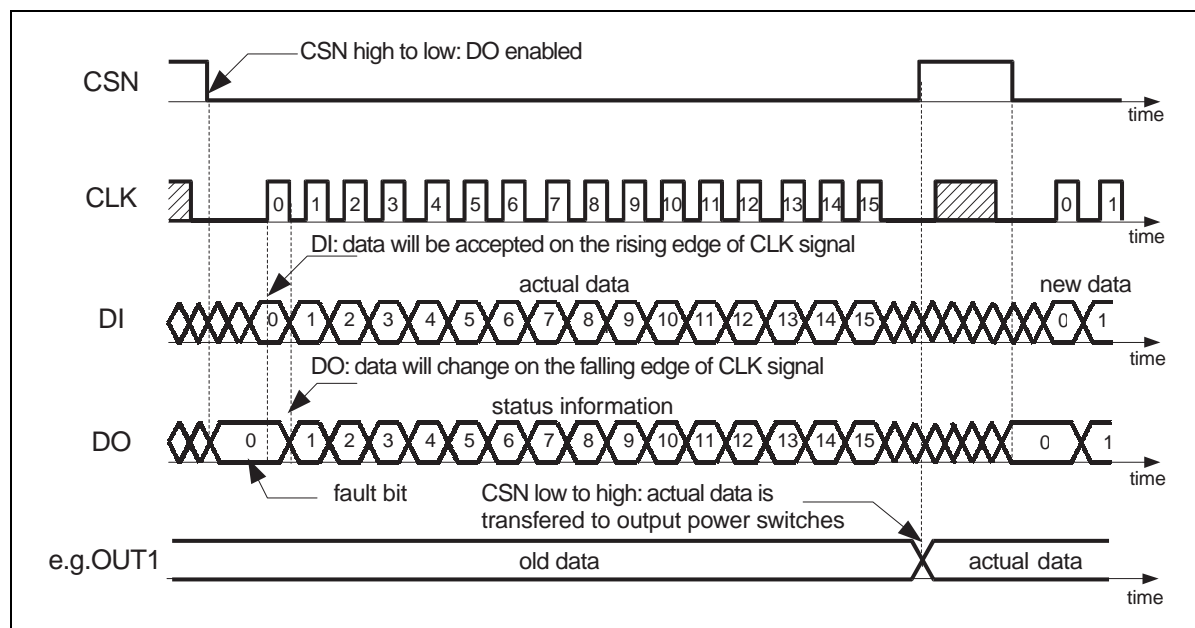 CSN high to low: DO enabled
CSN
time
CLK
0 1 2 3 4 5 6 7 8 9 10 11 12 13 14 15 0 1
time
DI: data will be accepted on the rising edge of CLK signal
actual data
new data
DI
0 1 2 3 4 5 6 7 8 9 10 11 12 13 14 15 0 1
time
DO: data will change on the falling edge of CLK signal
status information
DO
0 1 2 3 4 5 6 7 8 9 10 11 12 13 14 15 0 1
time
fault bit
CSN low to high: actual data is
transfered to output power switches
e.g.OUT1
old data
actual data
time